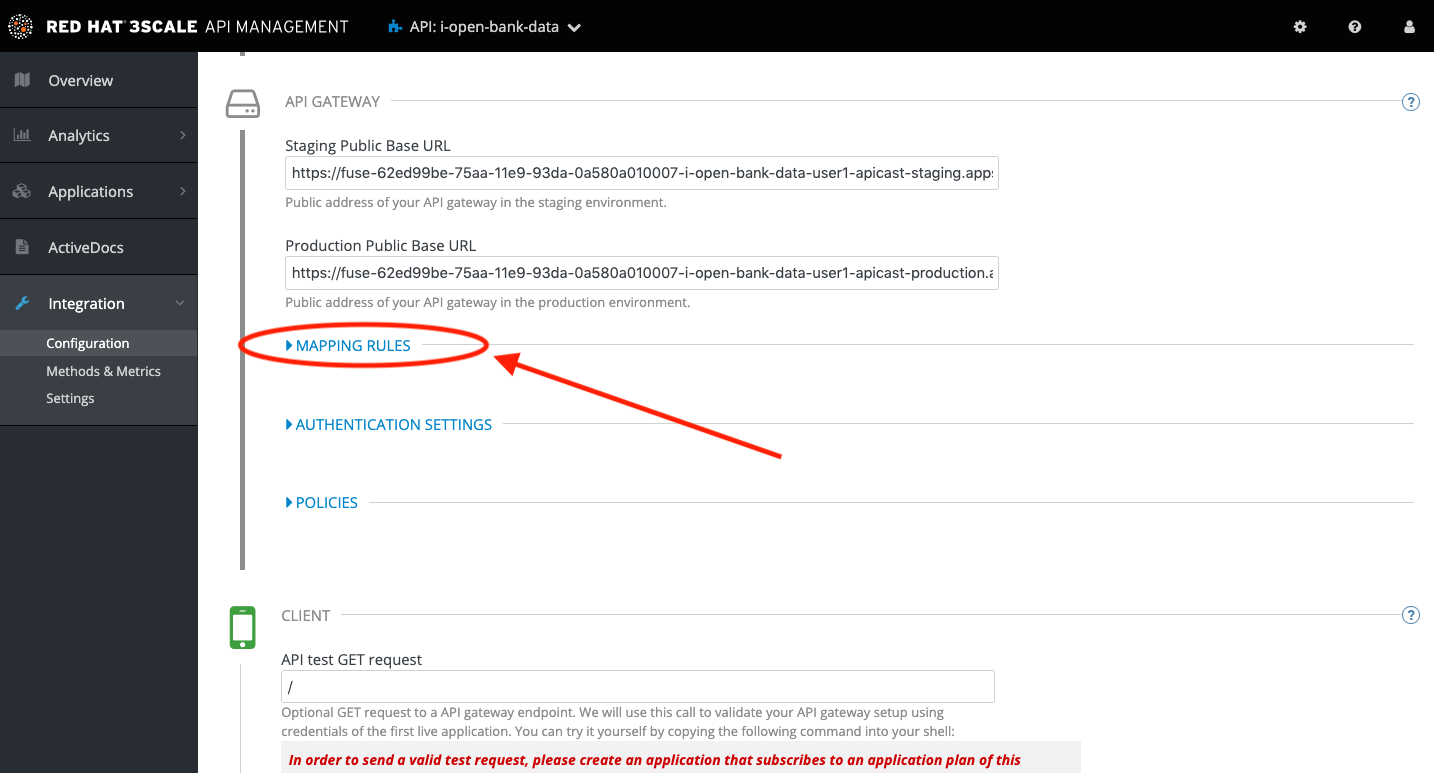 RED HAT® 3SCALE API MANAGEMENT
API: i-open-bank-data
Overview
Analytics
Applications
ActiveDocs
Integration
Configuration
Methods & Metrics
Settings
API GATEWAY
?
Staging Public Base URL
https://fuse-62ed99be-75aa-11e9-93da-0a580a010007-i-open-bank-data-user1-apicast-staging.apps
Public address of your API gateway in the staging environment.
Production Public Base URL
https://fuse-62ed99be-75aa-11e9-93da-0a580a010007-i-open-bank-data-user1-apicast-production.a
Public address of your API gateway in the production environment.
MAPPING RULES
AUTHENTICATION SETTINGS
POLICIES
CLIENT
?
API test GET request
/
Optional GET request to a API gateway endpoint. We will use this call to validate your API gateway setup using
credentials of the first live application. You can try it yourself by copying the following command into your shell:
In order to send a valid test request, please create an application that subscribes to an application plan of this